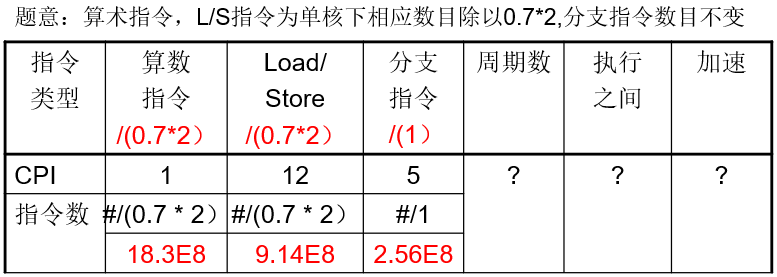 题意：算术指令，L/S指令为单核下相应数目除以0.7*2,分支指令数目不变
指令 算数 Load/ 分支 周期数 执行 加速
类型 指令 Store 指令 之间
/(0.7*2） /(0.7*2） /(1）
CPI 1 12 5 ? ? ?
指令数 #/(0.7 * 2） #/(0.7 * 2） #/1
18.3E8 9.14E8 2.56E8